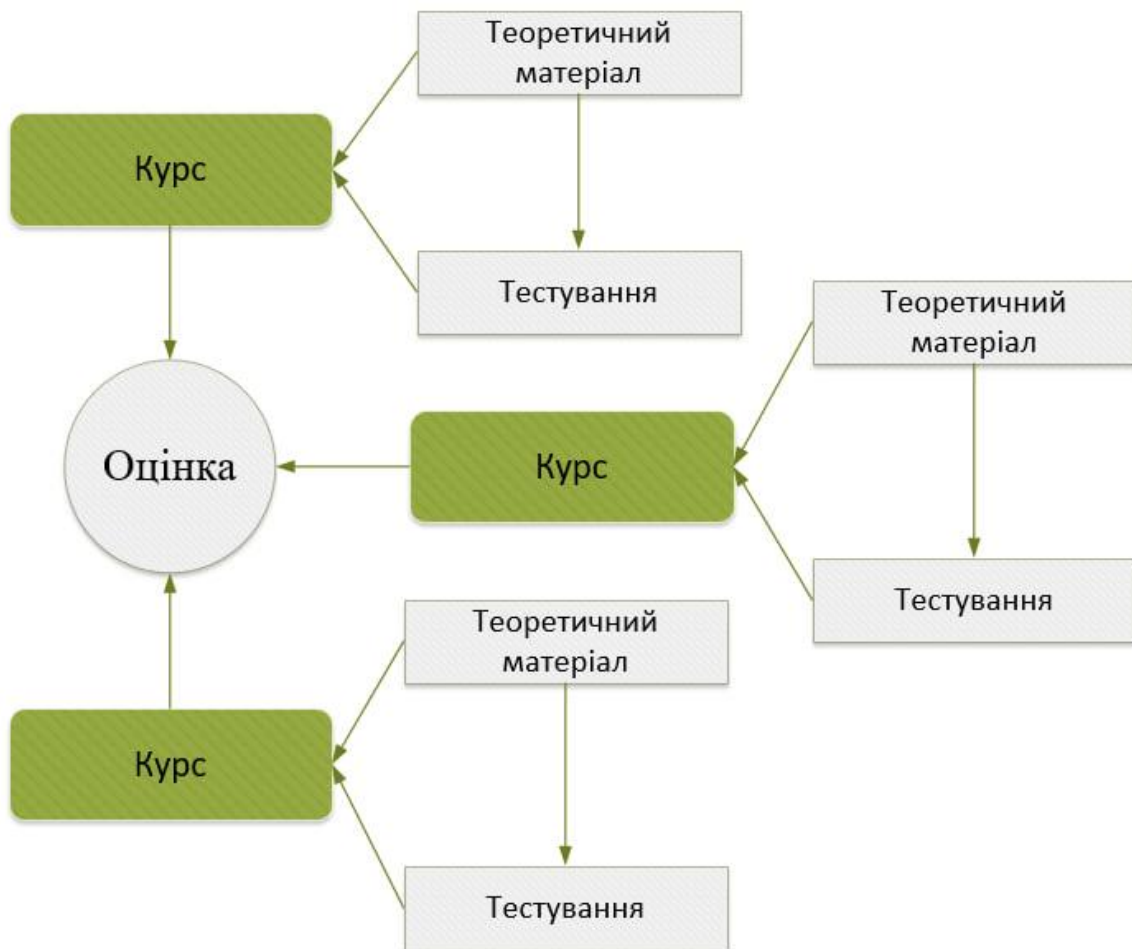 Теоретичний
матеріал
Курс
Тестування
Теоретичний
матеріал
Оцінка
Курс
Тестування
Теоретичний
матеріал
Курс
Тестування